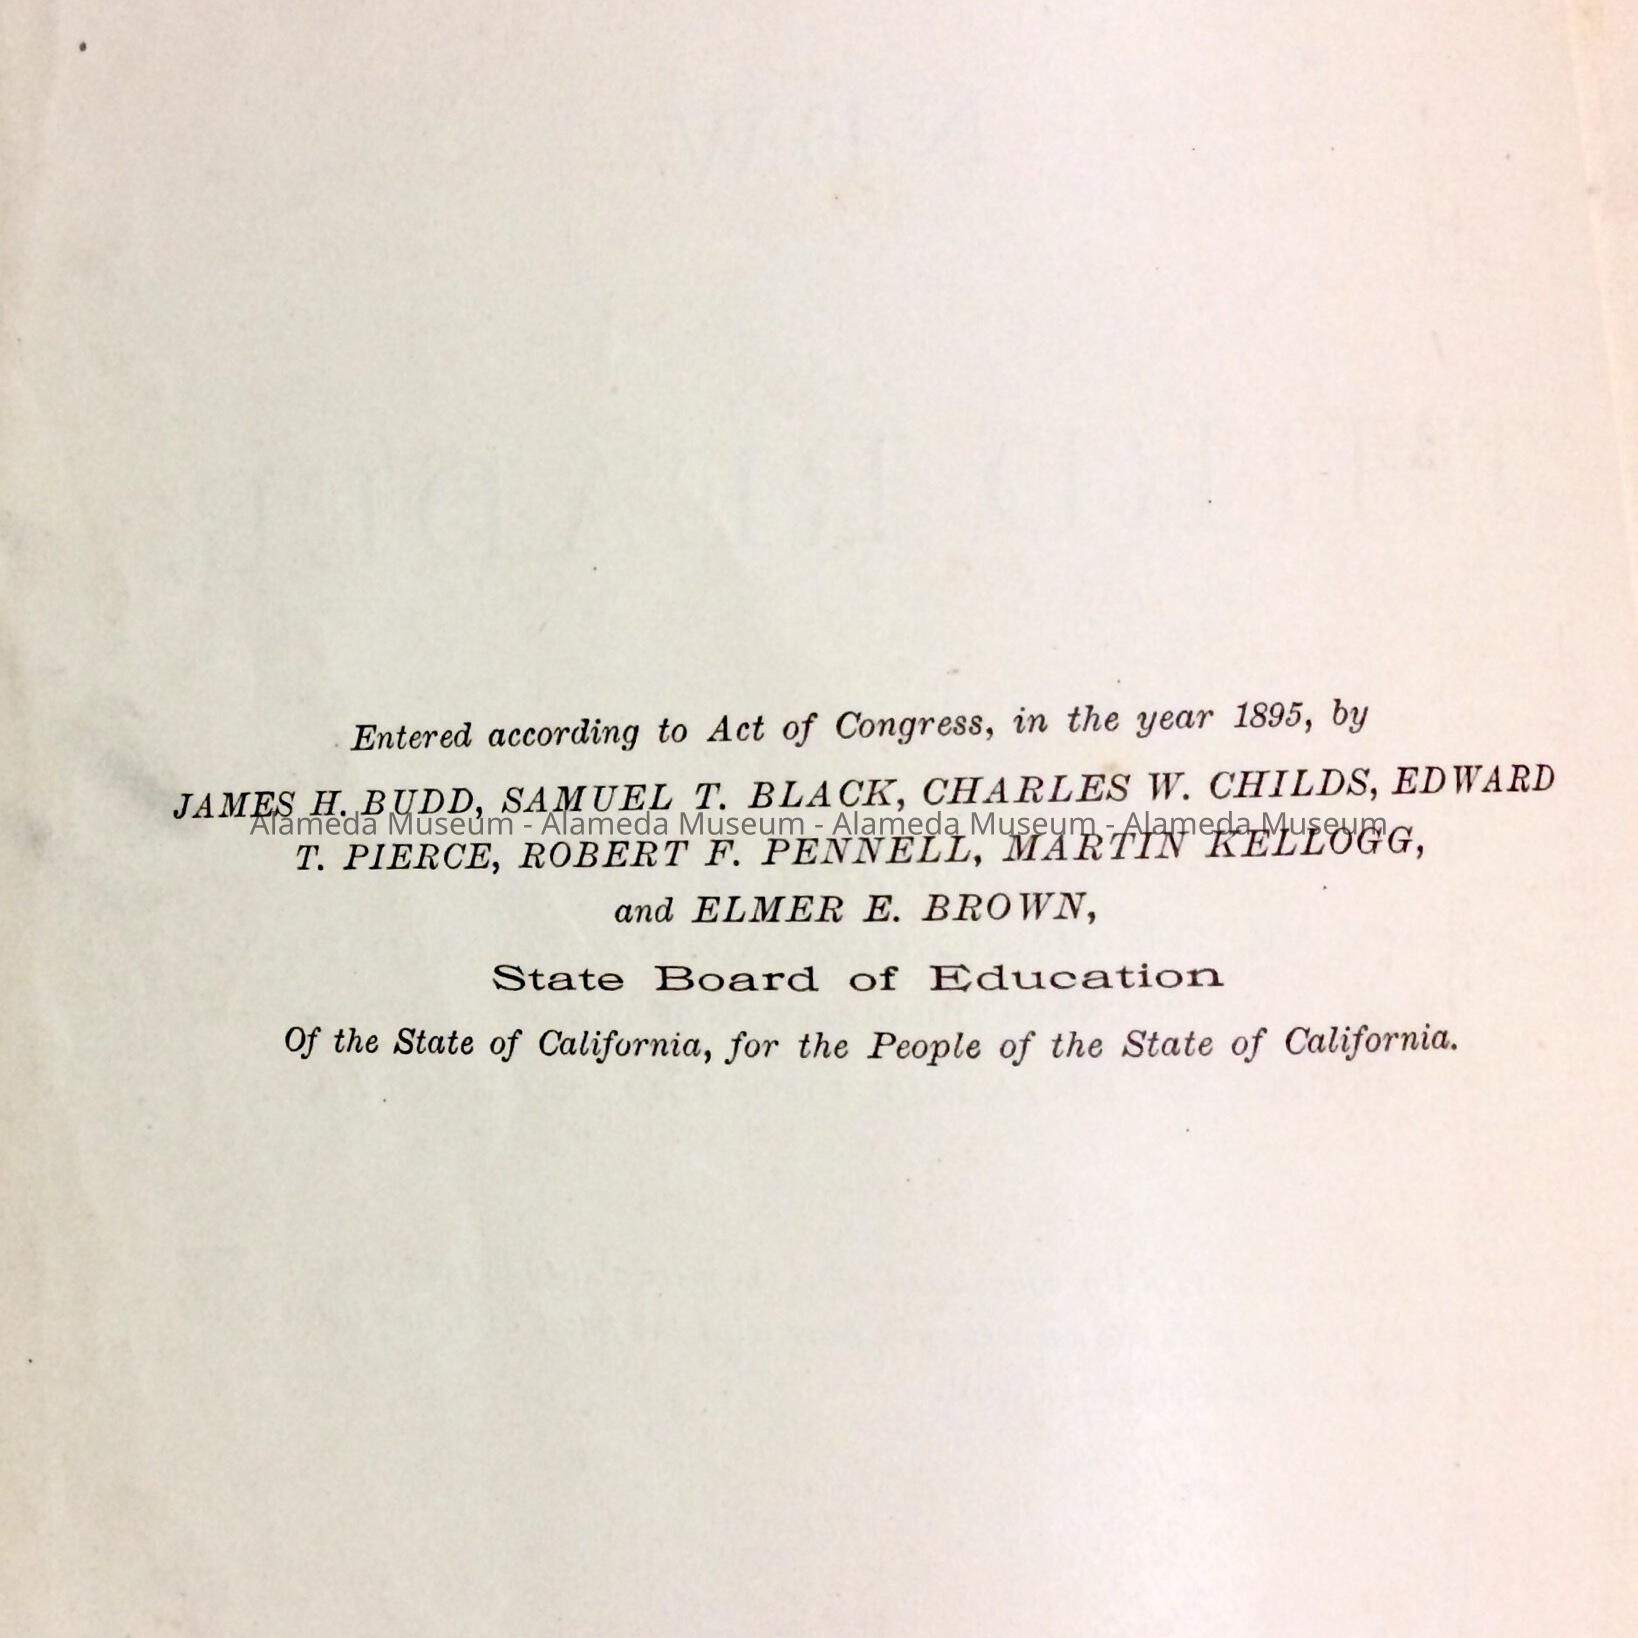 Entered according to Act of Congress, in the year 1895, by
JAMES H. BUDD, SAMUEL T. BLACK, CHARLES W. CHILDS, EDWARD
Alameda Museum - Alameda Museum - Alameda Museum - Alameda Museum
T. PIERCE, ROBERT F. PENNELL, MARTIN KELLOGG,
and ELMER E. BROWN,
State Board of Education
Of the State of California, for the People of the State of California.